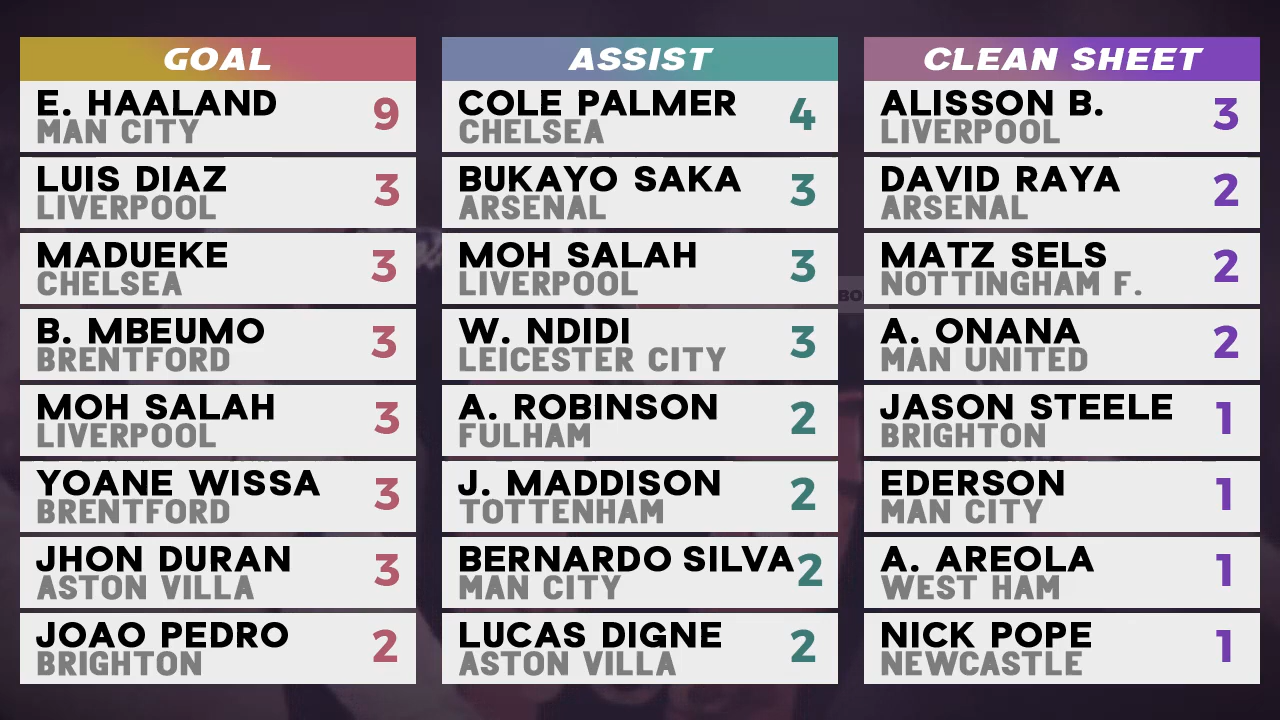 GOAL
E. HAALAND 9
MAN CITY
LUIS DIAZ 3
LIVERPOOL
MADUEKE 3
CHELSEA
B. MBEUMO 3
BRENTFORD
MOH SALAH 3
LIVERPOOL
YOANE WISSA 3
BRENTFORD
JHON DURAN 3
ASTON VILLA
JOAO PEDRO 2
BRIGHTON
ASSIST
COLE PALMER 4
CHELSEA
BUKAYO SAKA 3
ARSENAL
MOH SALAH 3
LIVERPOOL
W. NDIDI 3
LEICESTER CITY
A. ROBINSON 2
FULHAM
J. MADDISON 2
TOTTENHAM
BERNARDO SILVA 2
MAN CITY
LUCAS DIGNE 2
ASTON VILLA
CLEAN SHEET
ALISSON B. 3
LIVERPOOL
DAVID RAYA 2
ARSENAL
MATZ SELS 2
NOTTINGHAM F.
A. ONANA 2
MAN UNITED
JASON STEELE 1
BRIGHTON
EDERSON 1
MAN CITY
A. AREOLA 1
WEST HAM
NICK POPE 1
NEWCASTLE